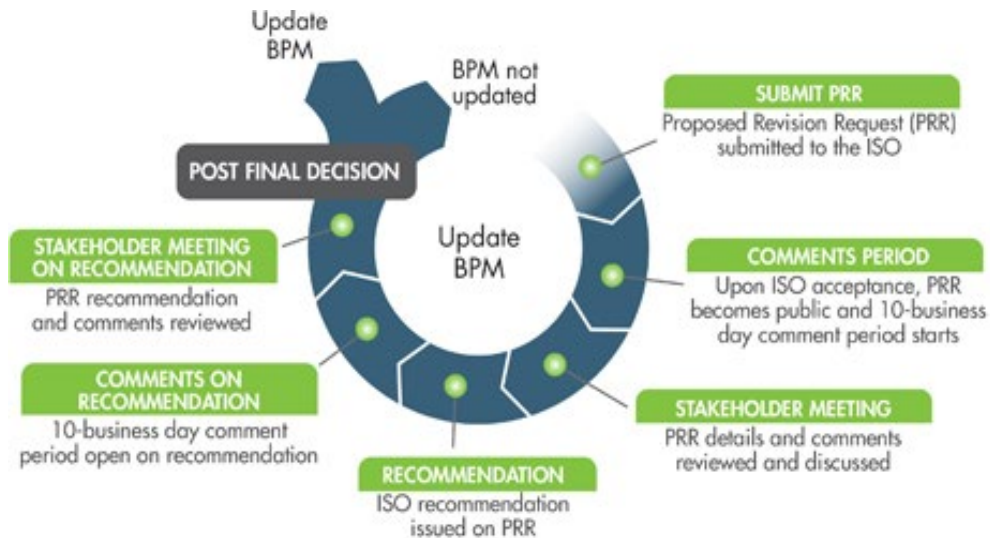 Update
BPM
BPM not
updated
SUBMIT PRR
Proposed Revision Request (PRR)
submitted to the ISO
POST FINAL DECISION
Update
BPM
STAKEHOLDER MEETING
ON RECOMMENDATION
PRR recommendation
and comments reviewed
COMMENTS PERIOD
Upon ISO acceptance, PRR
becomes public and 10-business
day comment period starts
COMMENTS ON
RECOMMENDATION
10-business day comment
period open on recommendation
STAKEHOLDER MEETING
PRR details and comments
reviewed and discussed
RECOMMENDATION
ISO recommendation
issued on PRR